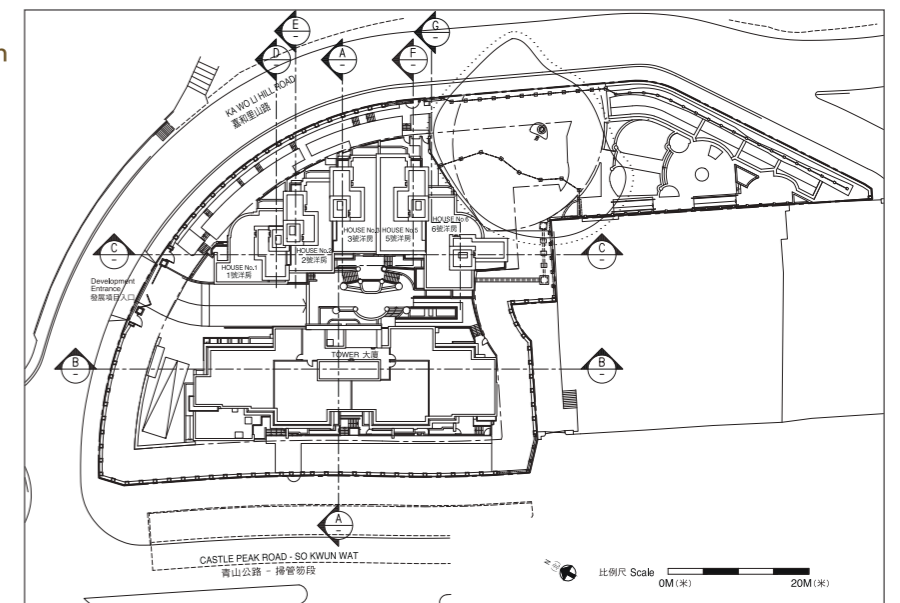 n
E
G
D
A
F
KA WO LI HILL ROAD
嘉和里山路
HOUSE No.1
1號洋房
HOUSE No.2
2號洋房
HOUSE No.3
3號洋房
HOUSE No.5
5號洋房
HOUSE No.6
6號洋房
C
C
Development
Entrance
發展項目入口
TOWER 大廈
B
B
A
CASTLE PEAK ROAD - SO KWUN WAT
青山公路 - 掃管笏段
N
比例尺 Scale
0M(米)
20M(米)